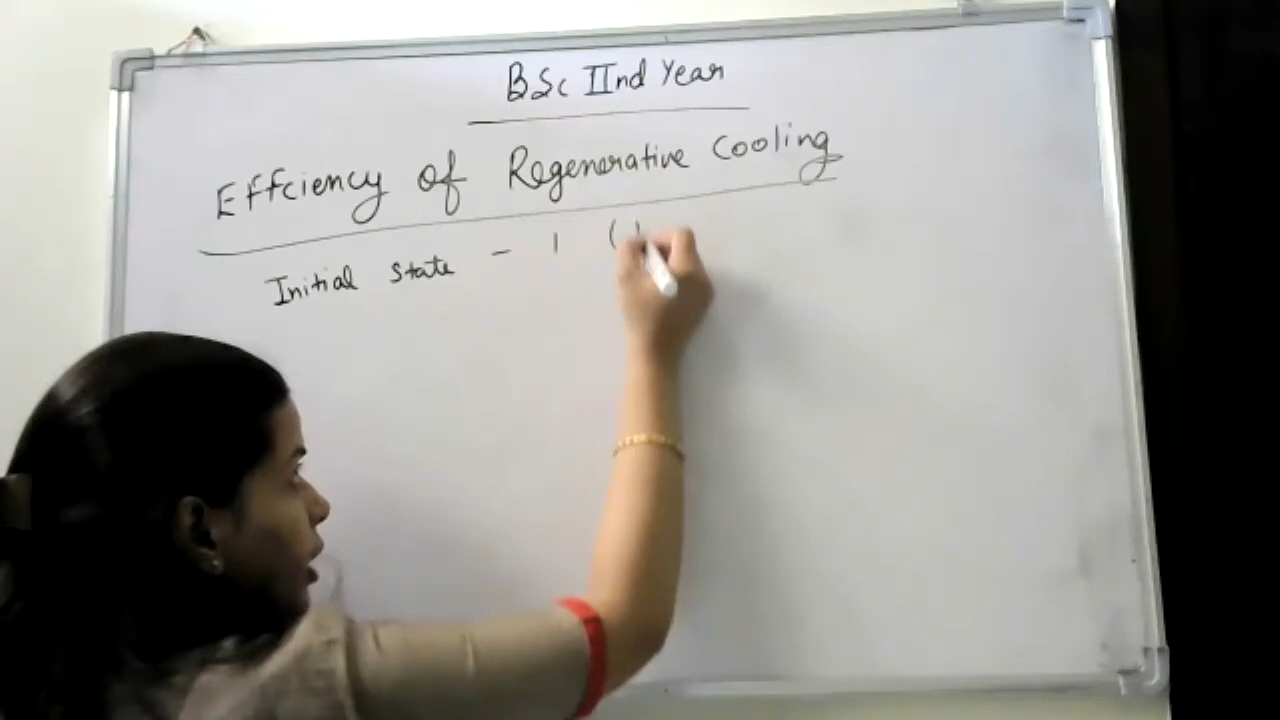 BSc IInd Year
Effciency of Regenerative Cooling
Initial State - 1 (